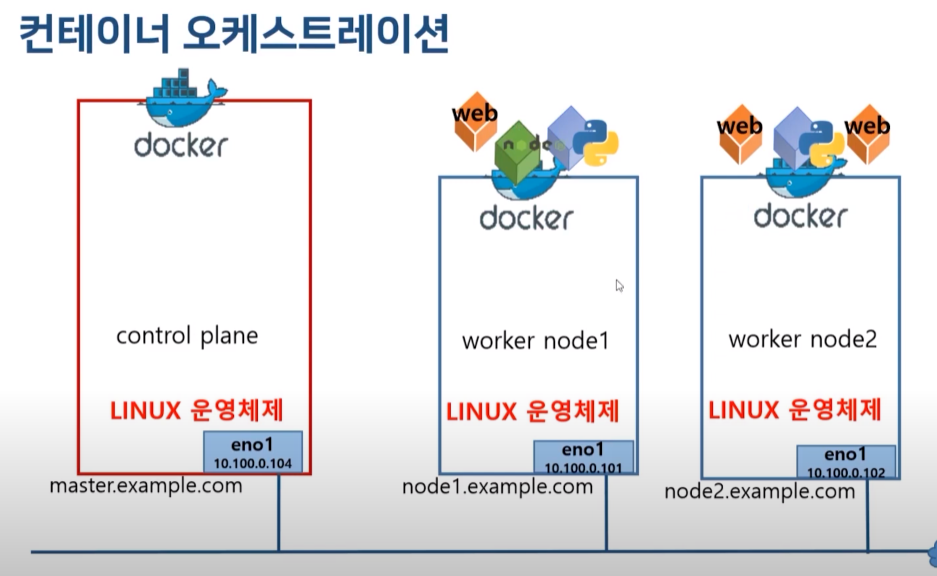 컨테이너 오케스트레이션
docker
control plane
LINUX 운영체제
eno1
10.100.0.104
master.example.com
web
node
docker
worker node1
LINUX 운영체제
eno1
10.100.0.101
node1.example.com
web
web
docker
worker node2
LINUX 운영체제
eno1
10.100.0.102
node2.example.com